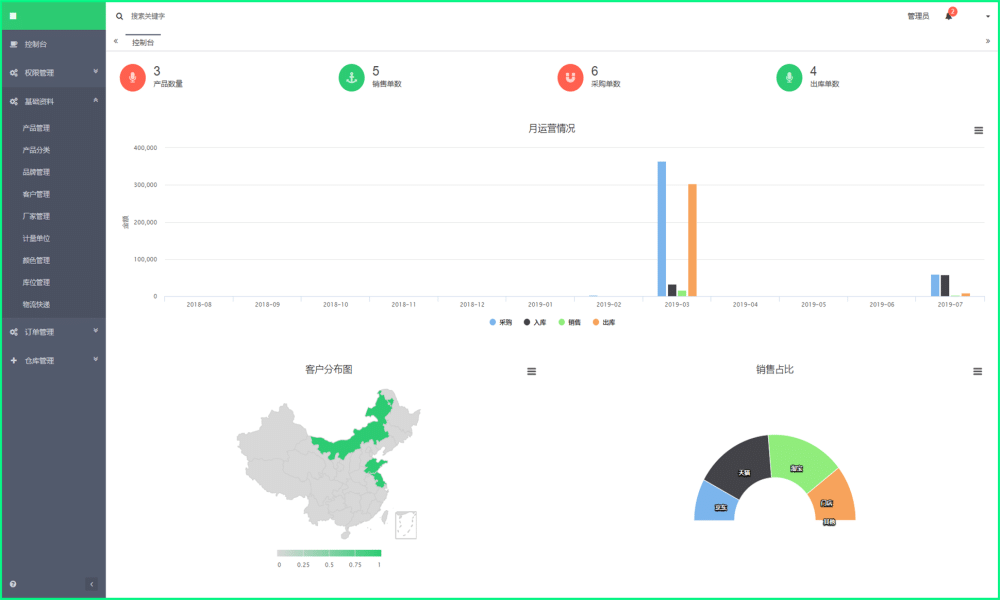 搜索关键字
管理员
2
控制台
控制台
权限管理
基础资料
产品管理
产品分类
品牌管理
客户管理
厂家管理
计量单位
颜色管理
库位管理
物流快递
订单管理
仓库管理
3
产品数量
5
销售单数
6
采购单数
4
出库单数
月运营情况
金额
400,000
300,000
200,000
100,000
0
2018-08
2018-09
2018-10
2018-11
2018-12
2019-01
2019-02
2019-03
2019-04
2019-05
2019-06
2019-07
采购
入库
销售
出库
客户分布图
0
0.25
0.5
0.75
1
销售占比
京东
天猫
淘宝
门店